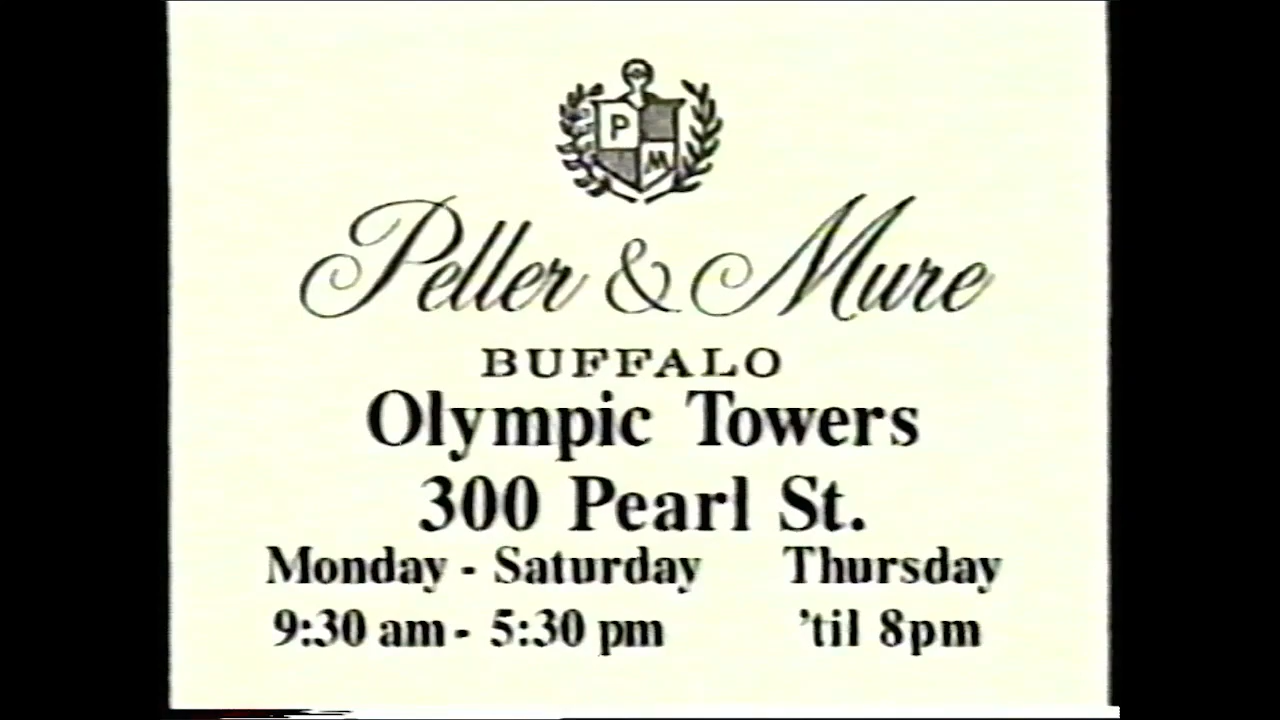 P
M
Peller & Mure
BUFFALO
Olympic Towers
300 Pearl St.
Monday - Saturday Thursday
9:30 am - 5:30 pm 'til 8pm